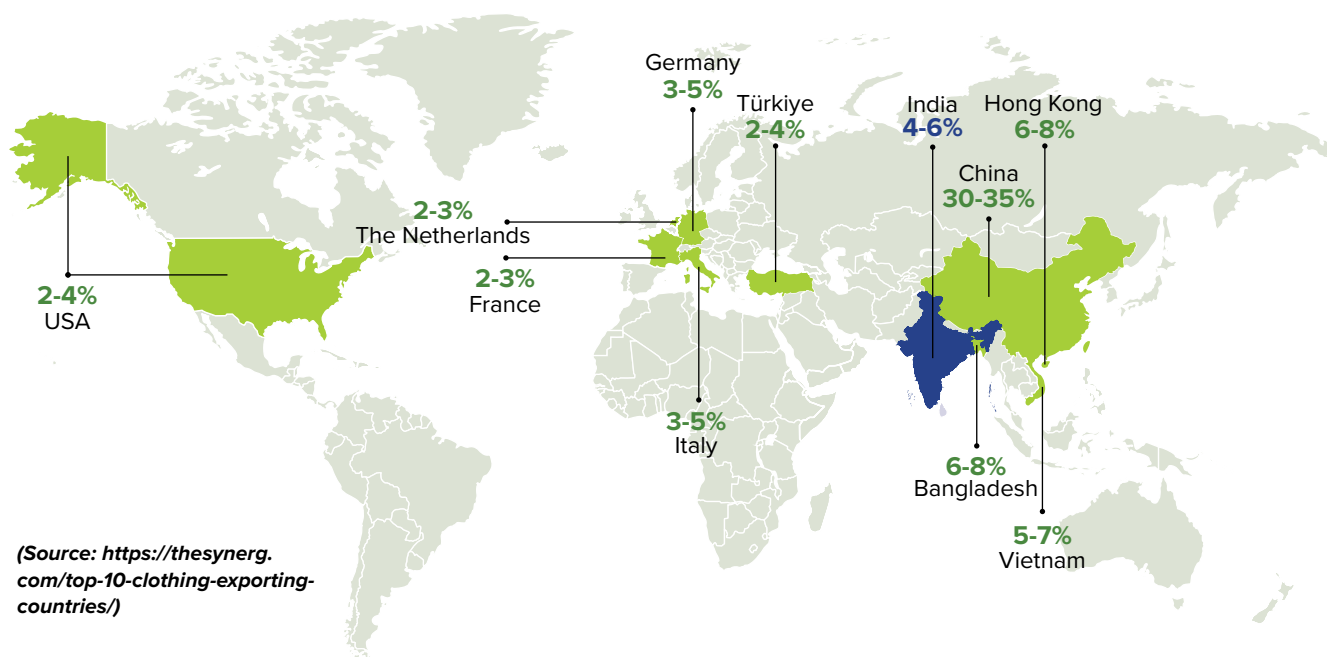 Germany
3-5%
Türkiye
2-4%
India
4-6%
Hong Kong
6-8%
China
30-35%
2-3%
The Netherlands
2-3%
France
2-4%
USA
3-5%
Italy
6-8%
Bangladesh
5-7%
Vietnam
(Source: https://thesynerg.
com/top-10-clothing-exporting-
countries/)